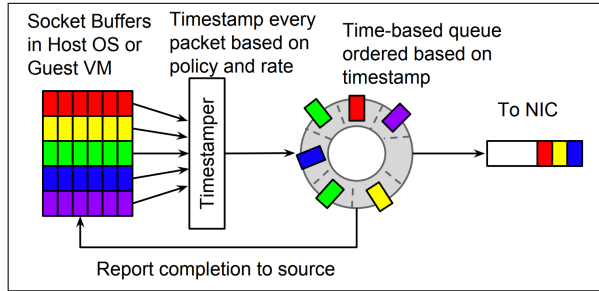 Socket Buffers
in Host OS or
Guest VM
Timestamp every
packet based on
policy and rate
Time-based queue
ordered based on
timestamp
To NIC
Timestamper
Report completion to source